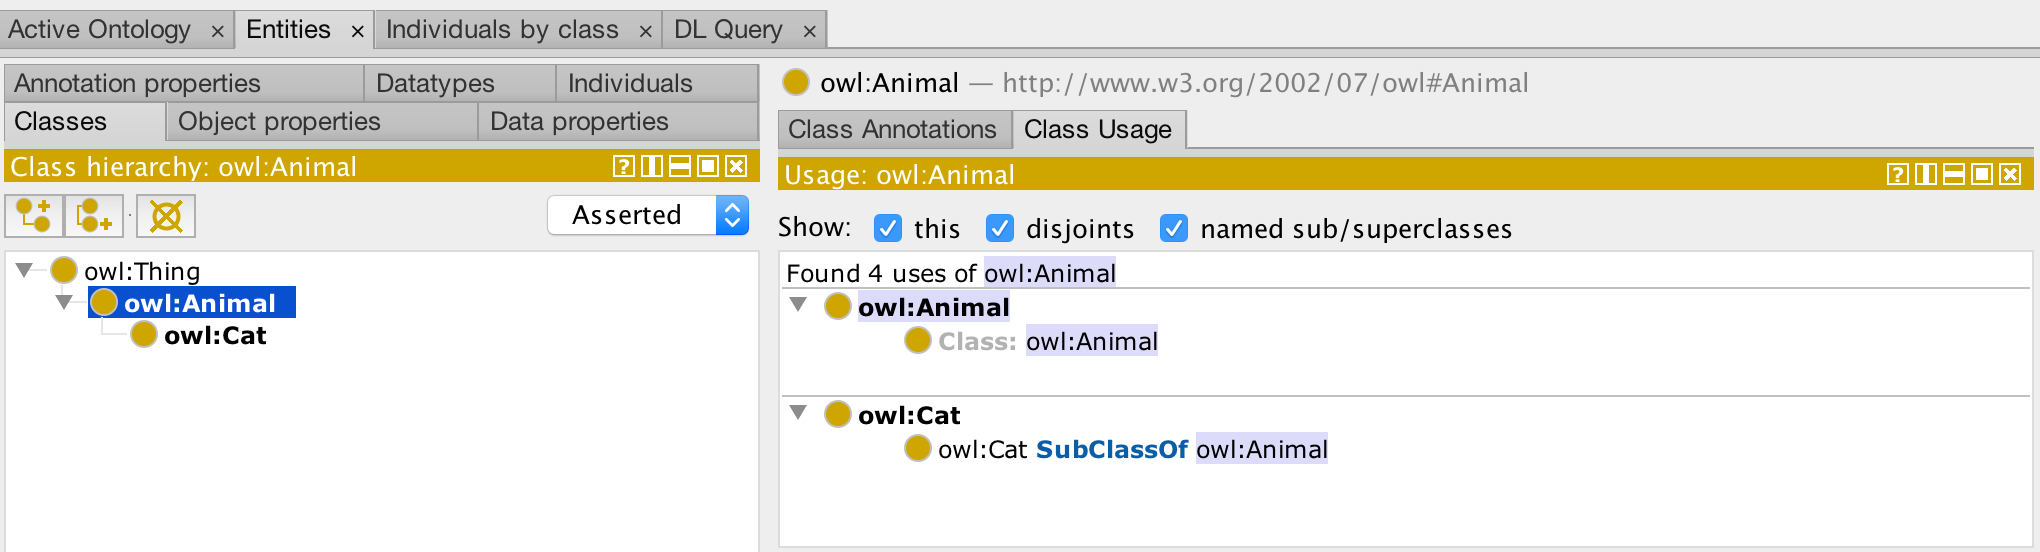 Active Ontology × Entities × Individuals by class × DL Query ×
Annotation properties Datatypes Individuals
Classes Object properties Data properties
Class hierarchy: owl:Animal
Asserted
owl:Thing
owl:Animal
owl:Cat
owl:Animal — http://www.w3.org/2002/07/owl#Animal
Class Annotations Class Usage
Usage: owl:Animal
Show: this disjoints named sub/superclasses
Found 4 uses of owl:Animal
owl:Animal
Class: owl:Animal
owl:Cat
owl:Cat SubClassOf owl:Animal